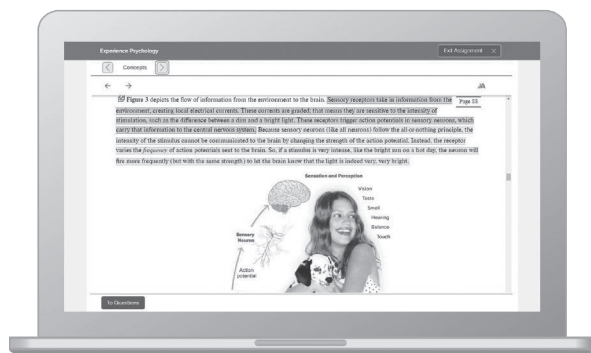 Experience Psychology
Exit Assignment X
Concepts
Figure 3 depicts the flow of information from the environment to the brain. Sensory receptors take in information from the
Page 53
environment, creating local electrical currents. These currents are graded; that means they are sensitive to the intensity of
stimulation, such as the difference between a dim and a bright light. These receptors trigger action potentials in sensory neurons, which
carry that information to the central nervous system. Because sensory neurons (like all neurons) follow the all-or-nothing principle, the
intensity of the stimulus cannot be communicated to the brain by changing the strength of the action potential. Instead, the receptor
varies the frequency of action potentials sent to the brain. So, if a stimulus is very intense, like the bright sun on a hot day, the neuron will
fire more frequently (but with the same strength) to let the brain know that the light is indeed very, very bright.
Sensation and Perception
Vision
Taste
Smell
Hearing
Balance
Touch
Sensory
Neurons
Action
potential
To Questions